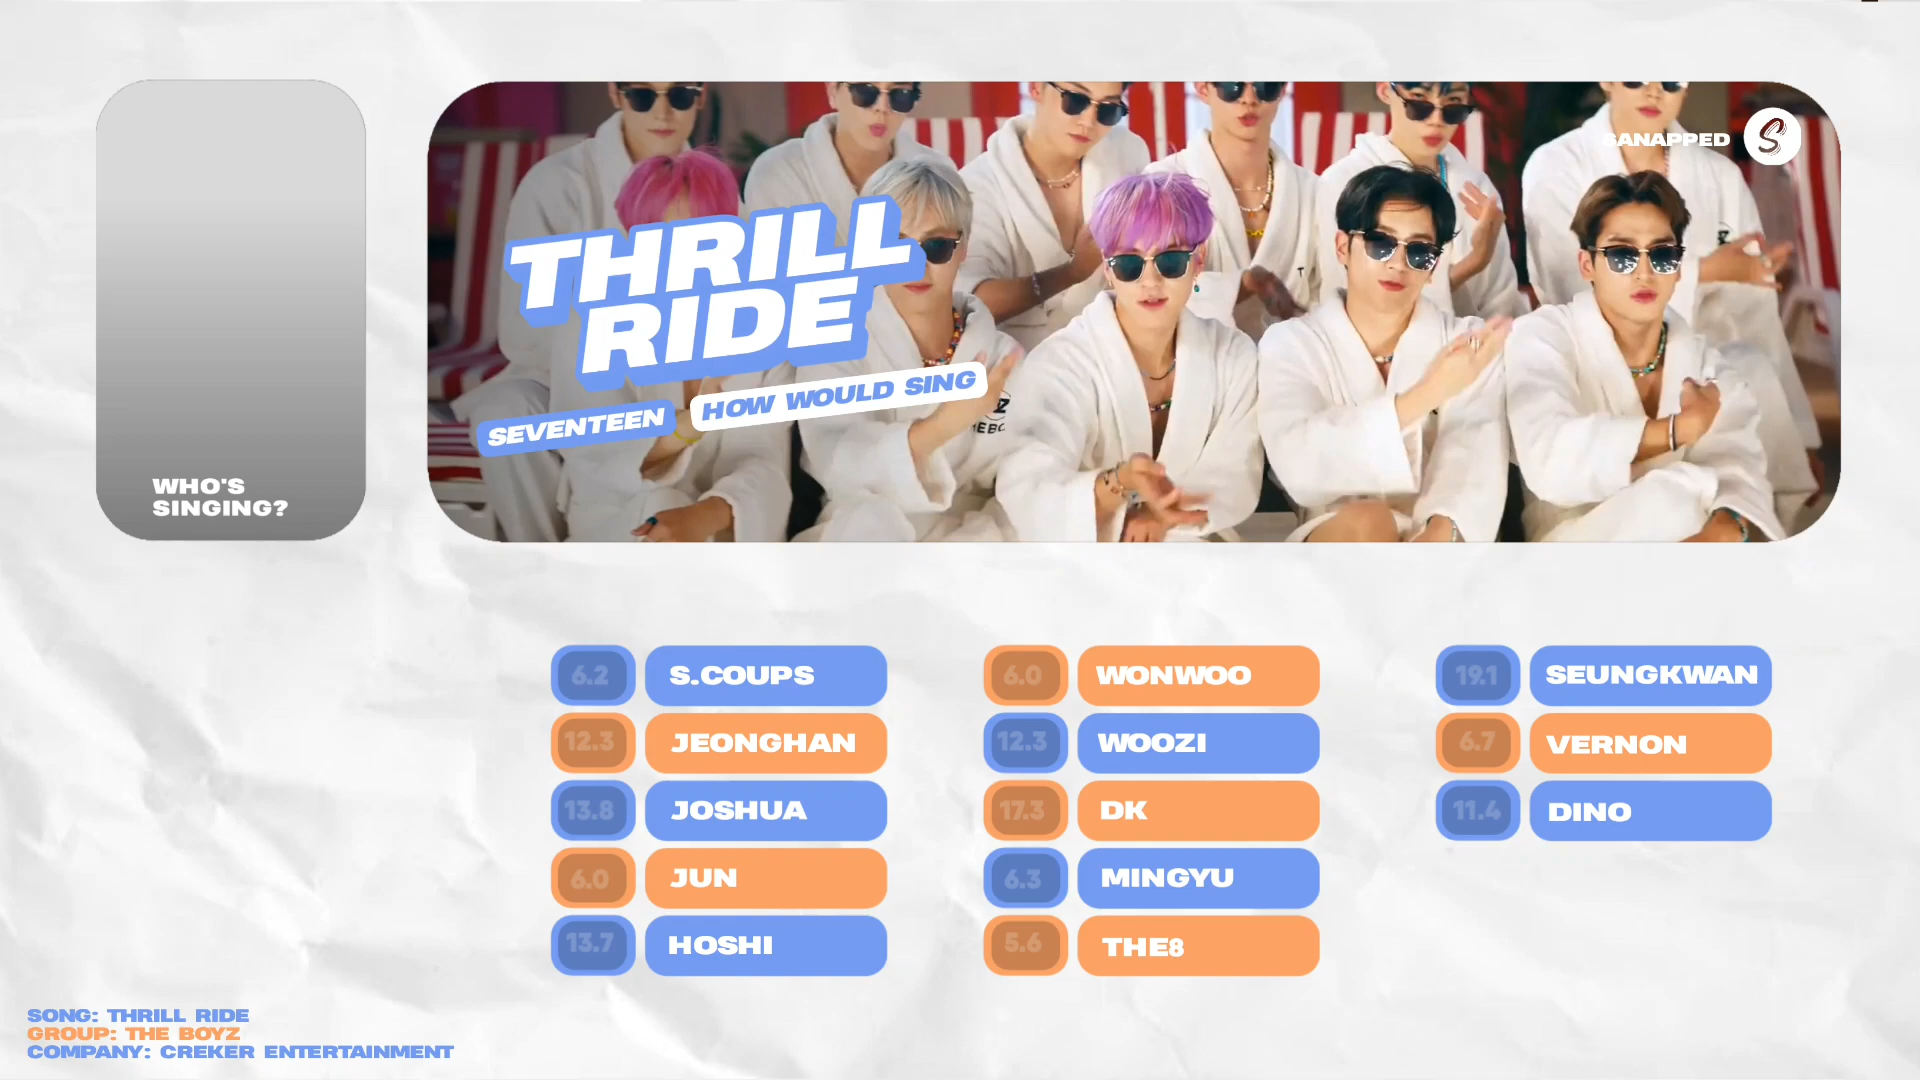 WHO'S
SINGING?
SANAPPED
S
THRILL
RIDE
SEVENTEEN
HOW WOULD SING
6.2 S.COUPS
12.3 JEONGHAN
13.8 JOSHUA
6.0 JUN
13.7 HOSHI
6.0 WONWOO
12.3 WOOZI
17.3 DK
6.3 MINGYU
5.6 THE8
19.1 SEUNGKWAN
6.7 VERNON
11.4 DINO
SONG: THRILL RIDE
GROUP: THE BOYZ
COMPANY: CREKER ENTERTAINMENT